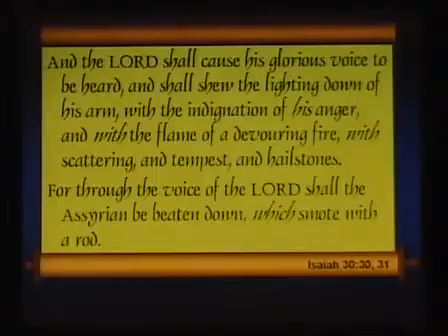 And the LORD shall cause his glorious voice to
be heard, and shall shew the lighting down of
his arm, with the indignation of his anger,
and with the flame of a devouring fire, with
scattering, and tempest, and hailstones.
For through the voice of the LORD shall the
Assyrian be beaten down, which smote with
a rod.
Isaiah 30:30, 31